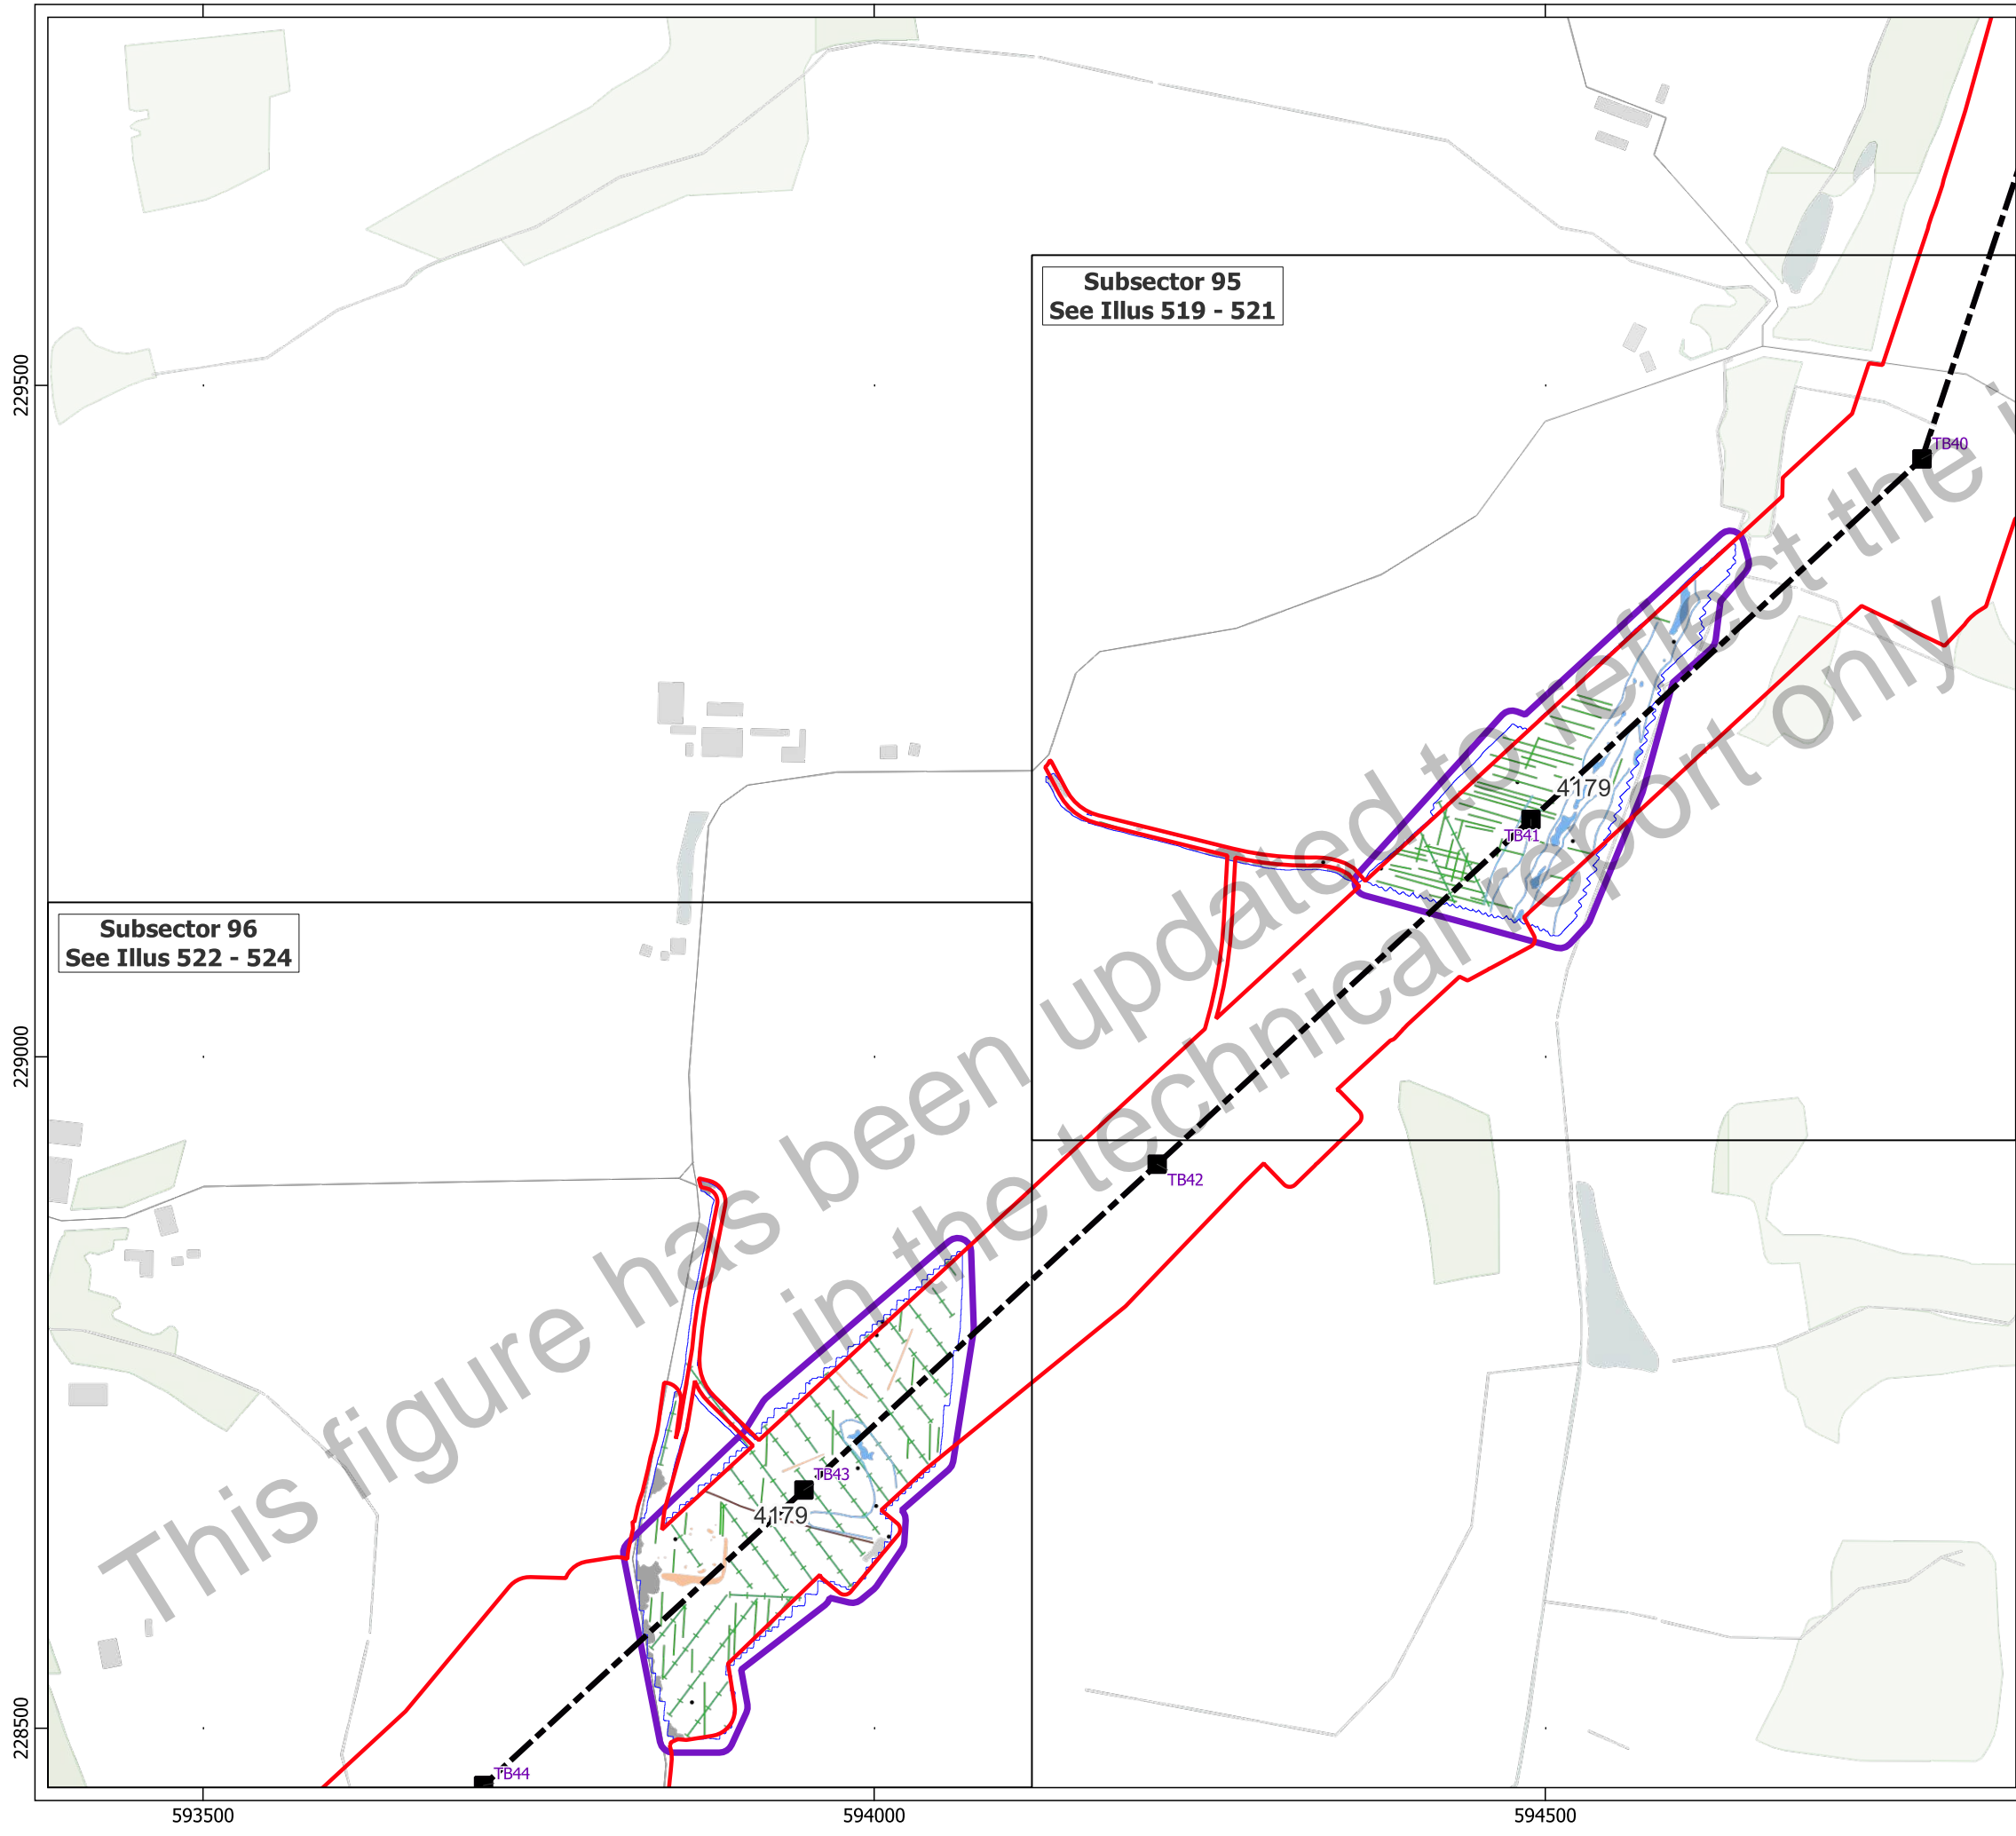 Subsector 95
See Illus 519 - 521
229500
TB40
4179
TB41
Subsector 96
See Illus 522 - 524
229000
TB42
TB43
4179
228500
TB44
593500
594000
594500
This figure has been updated to reflect the
in the technical report only